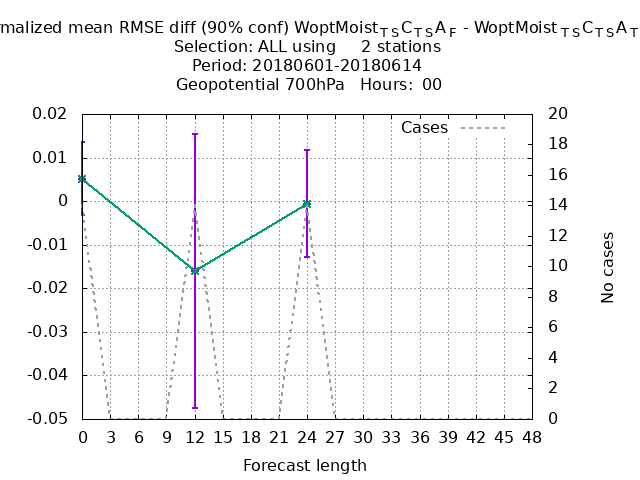 rmalized mean RMSE diff (90% conf) WoptMoist_TSC_TSA_F - WoptMoist_TSC_TSA_T
Selection: ALL using 2 stations
Period: 20180601-20180614
Geopotential 700hPa Hours: 00
Cases
0.02
0.01
0
-0.01
-0.02
-0.03
-0.04
-0.05
20
18
16
14
12
10
8
6
4
2
0
No cases
0 3 6 9 12 15 18 21 24 27 30 33 36 39 42 45 48
Forecast length